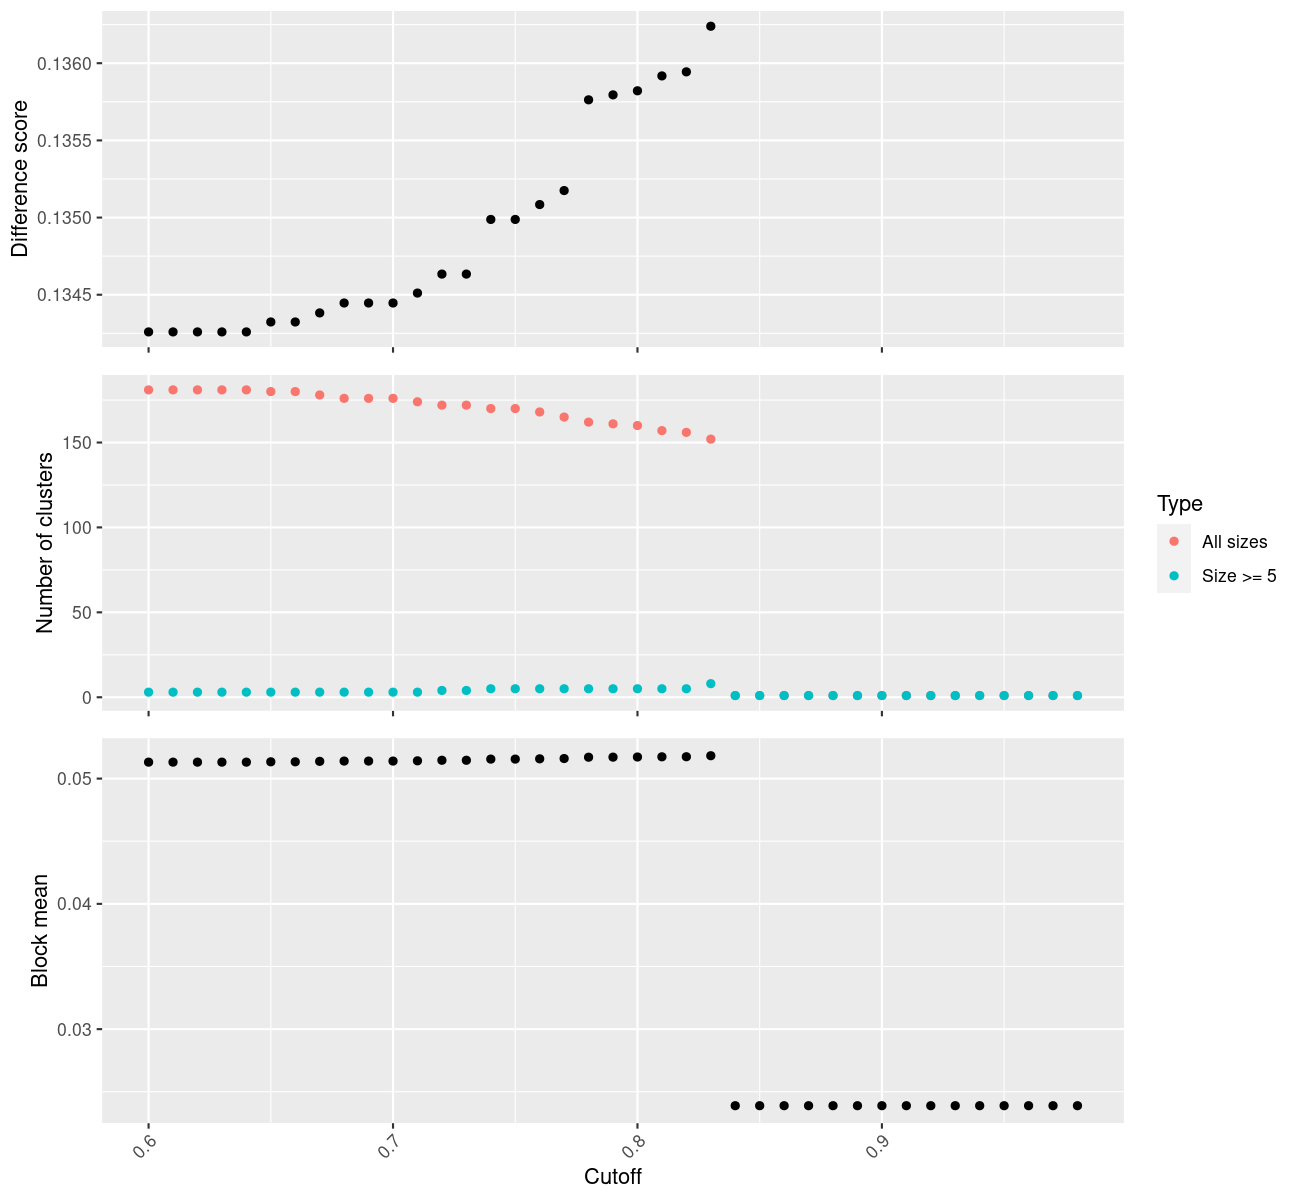 Difference score
0.1360
0.1355
0.1350
0.1345
Number of clusters
150
100
50
0
Type
All sizes
Size >= 5
Block mean
0.05
0.04
0.03
0.6
0.7
0.8
0.9
Cutoff